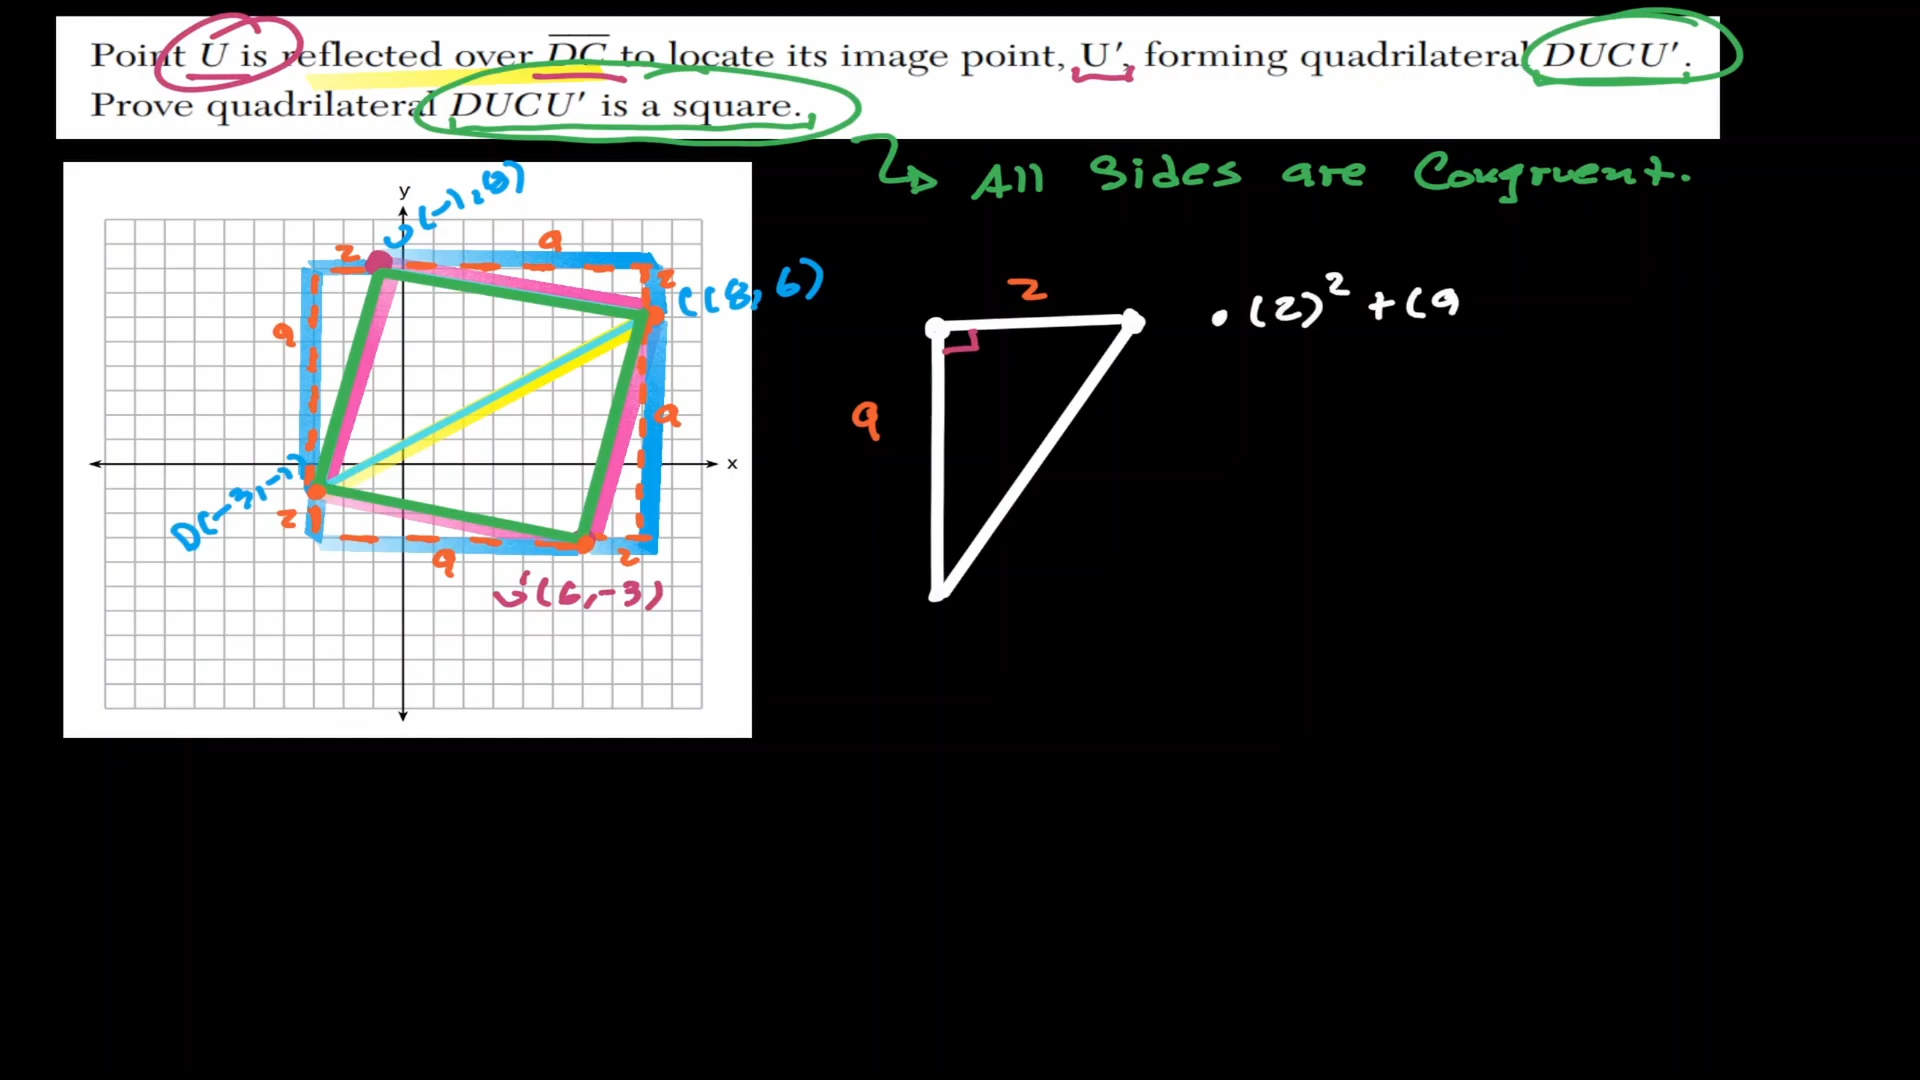 Point U is reflected over DC to locate its image point, U′, forming quadrilateral DUCU′.
Prove quadrilateral DUCU′ is a square.
All Sides are Congruent.
y
U(-1,8)
2
9
2
C(8,6)
9
9
x
D(-3,-1)
2
9
2
U'(6,-3)
2
9
• (2)² + (9